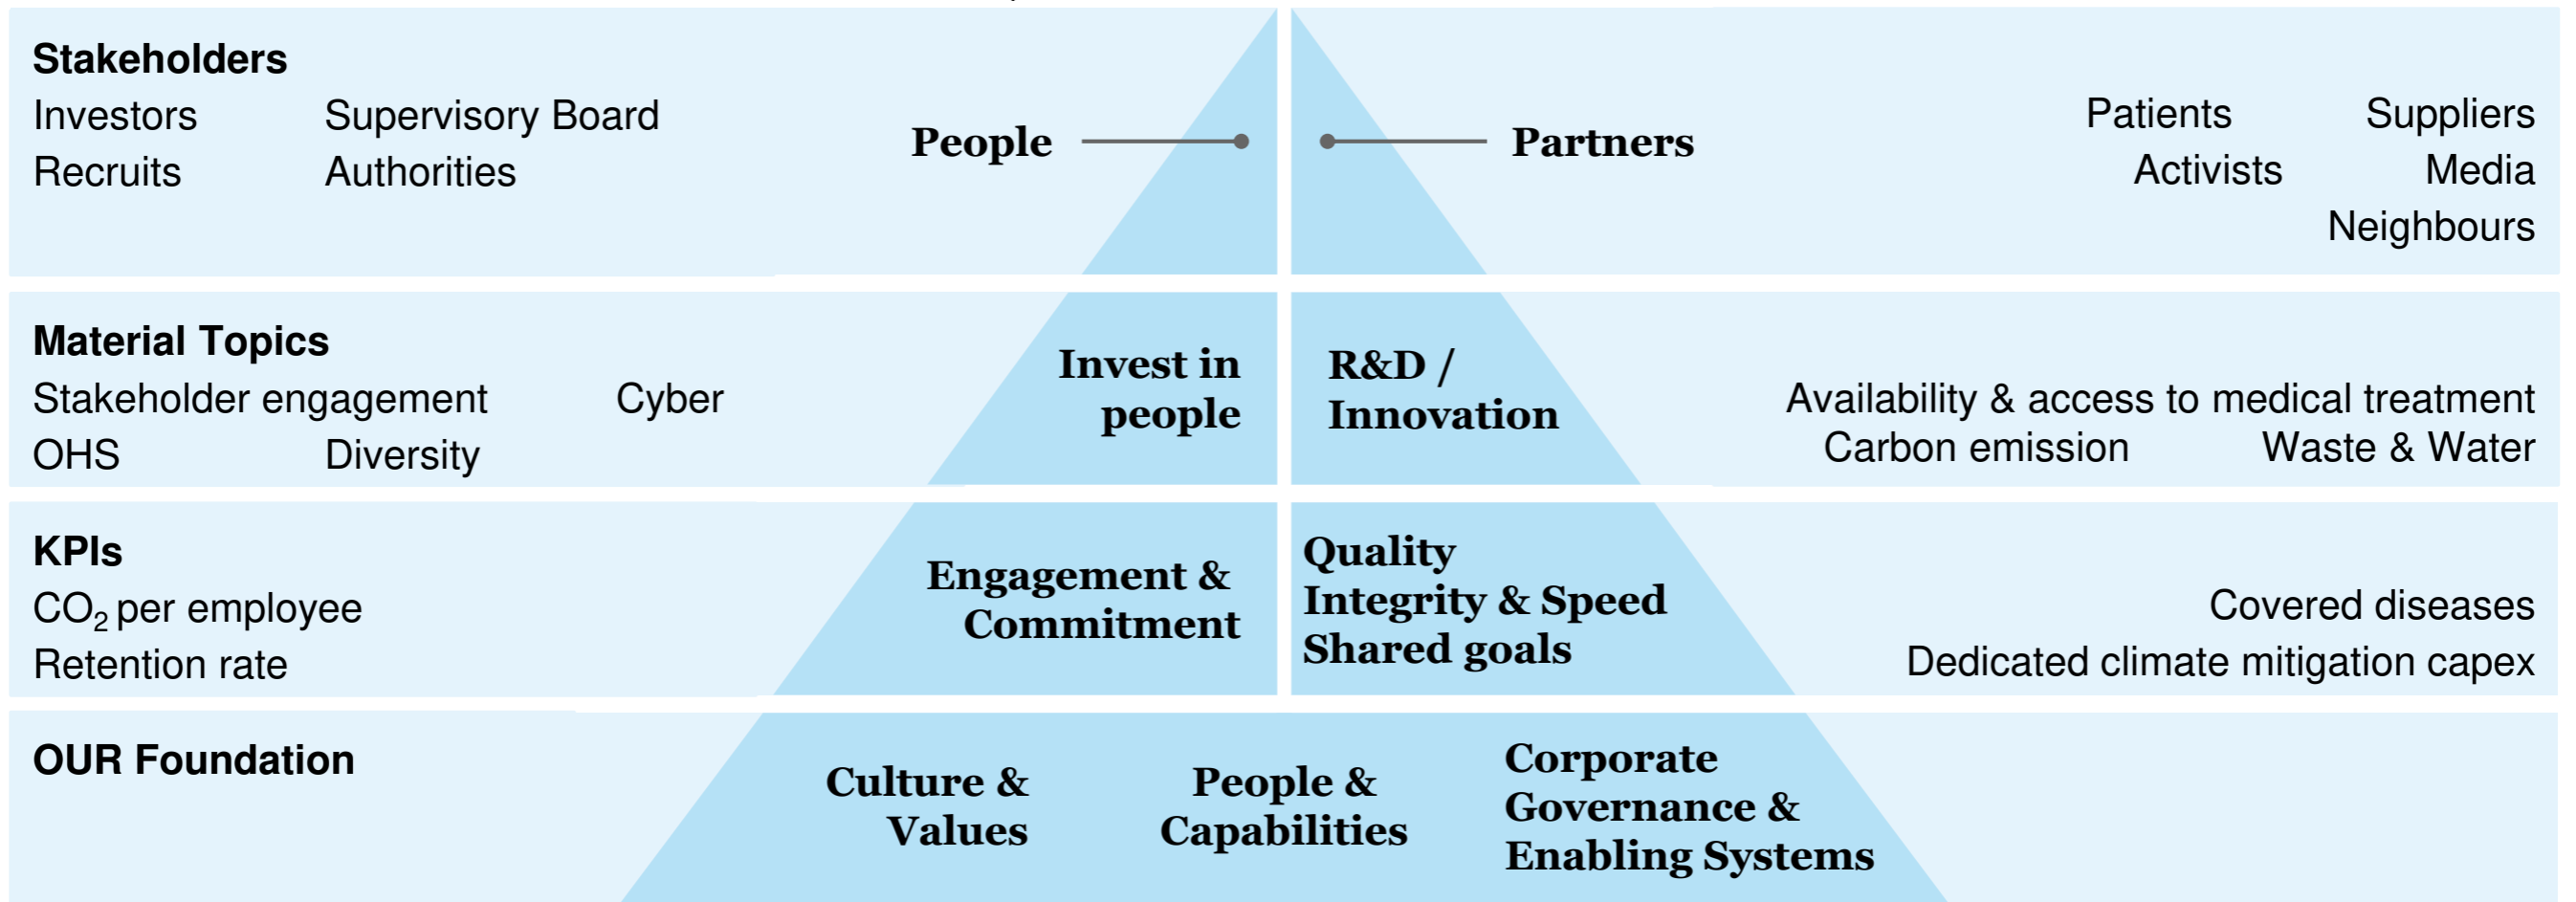 Stakeholders
Investors Supervisory Board
Recruits Authorities
People
Partners
Patients Suppliers
Activists Media
Neighbours
Material Topics
Stakeholder engagement Cyber
OHS Diversity
Invest in
people
R&D /
Innovation
Availability & access to medical treatment
Carbon emission Waste & Water
KPIs
CO₂ per employee
Retention rate
Engagement &
Commitment
Quality
Integrity & Speed
Shared goals
Covered diseases
Dedicated climate mitigation capex
OUR Foundation
Culture &
Values
People &
Capabilities
Corporate
Governance &
Enabling Systems